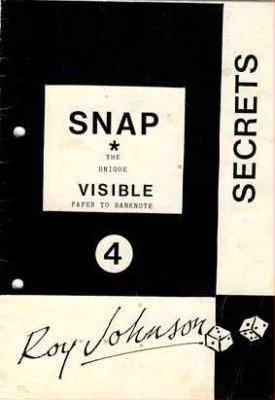 SNAP
*
THE
UNIQUE
VISIBLE
PAPER TO BANKNOTE
4
SECRETS
Roy Johnson